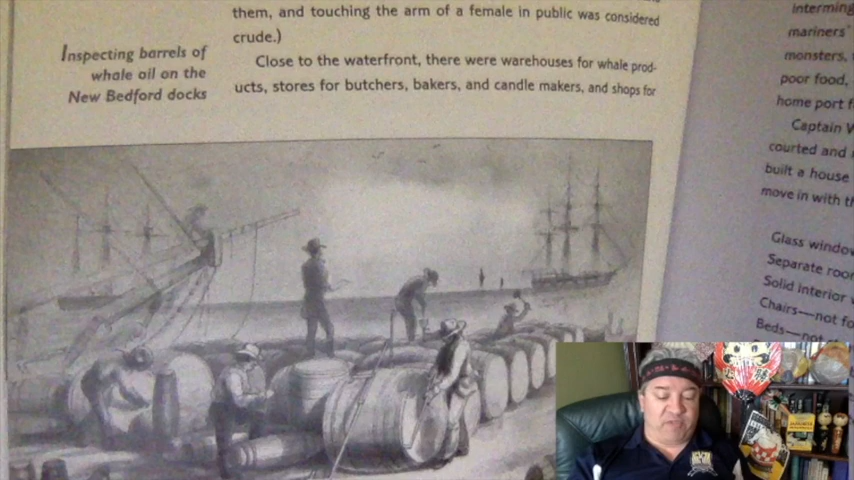 them, and touching the arm of a female in public was considered
crude.)
Close to the waterfront, there were warehouses for whale prod-
ucts, stores for butchers, bakers, and candle makers, and shops for
Inspecting barrels of
whale oil on the
New Bedford docks
mariners'
monsters,
poor food,
home port
Captain
courted and
built a house
move in with
Glass
Separate
Solid interior
Chairs—not
Beds—not